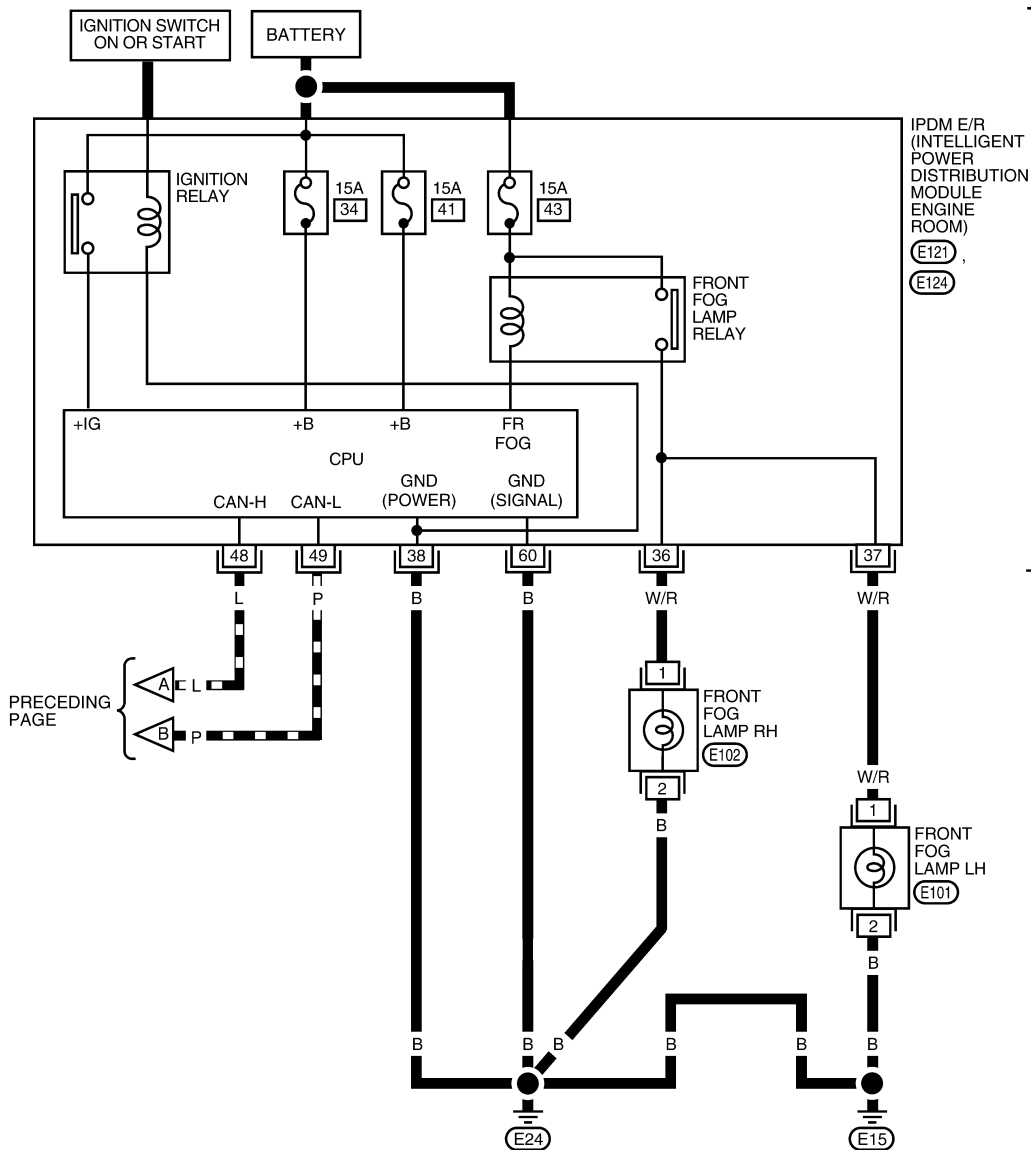 IGNITION SWITCH
ON OR START
BATTERY
IPDM E/R
(INTELLIGENT
POWER
DISTRIBUTION
MODULE
ENGINE
ROOM)
E121 ,
E124
IGNITION
RELAY
15A
34
15A
41
15A
43
FRONT
FOG
LAMP
RELAY
+IG
+B
+B
FR
FOG
CPU
CAN-H
CAN-L
GND
(POWER)
GND
(SIGNAL)
48
49
38
60
36
37
L
P
B
B
W/R
W/R
PRECEDING
PAGE
A
L
B
P
1
FRONT
FOG
LAMP RH
E102
2
B
W/R
1
FRONT
FOG
LAMP LH
E101
2
B
B
B
B
B
B
B
E24
E15